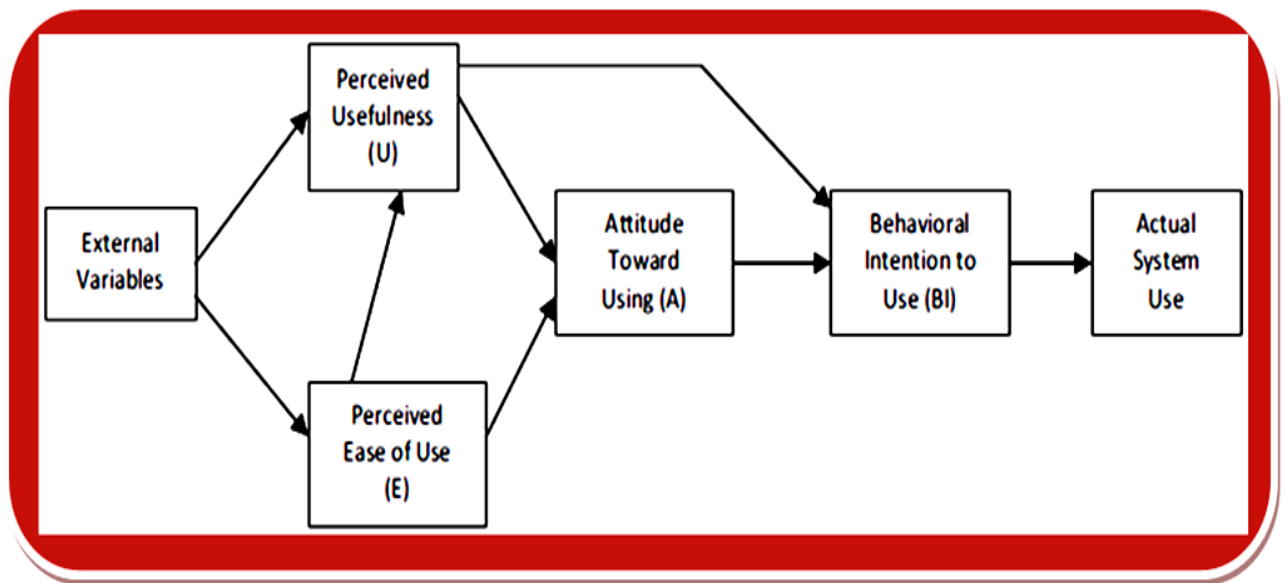 External
Variables
Perceived
Usefulness
(U)
Perceived
Ease of Use
(E)
Attitude
Toward
Using (A)
Behavioral
Intention to
Use (BI)
Actual
System
Use